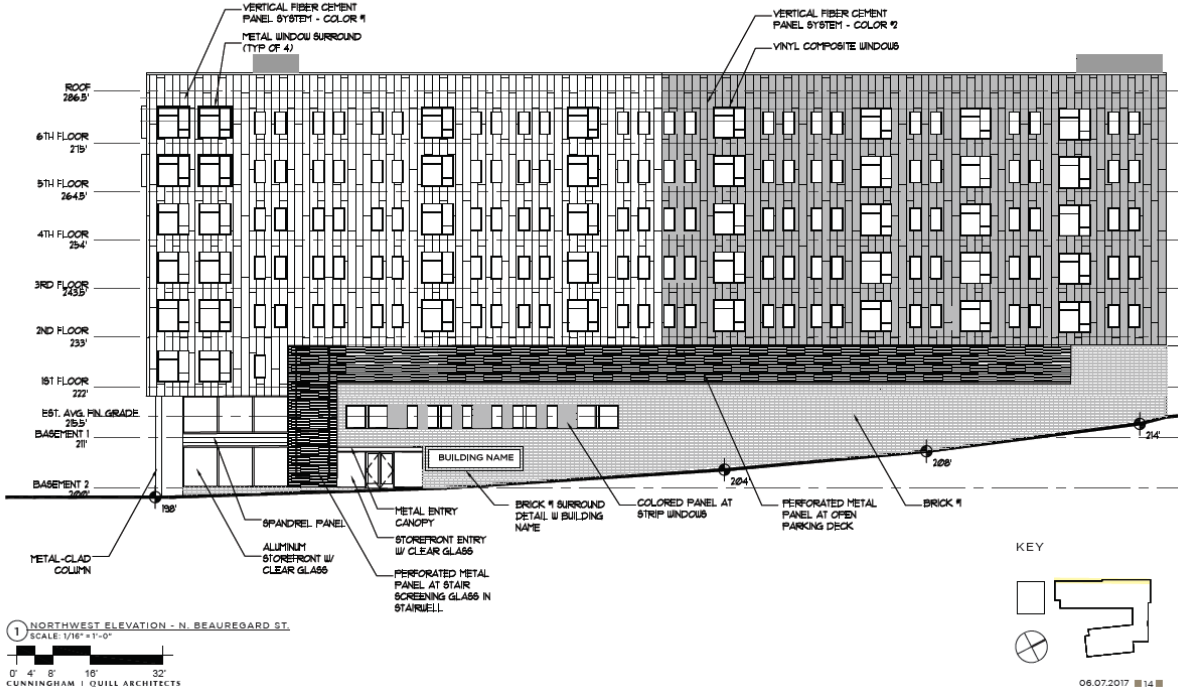 VERTICAL FIBER CEMENT
PANEL SYSTEM - COLOR #1
METAL WINDOW SURROUND
(TYP OF 4)
VERTICAL FIBER CEMENT
PANEL SYSTEM - COLOR #2
VINYL COMPOSITE WINDOWS
ROOF
286.5'
6TH FLOOR
275'
5TH FLOOR
264.5'
4TH FLOOR
254'
3RD FLOOR
243.5'
2ND FLOOR
233'
1ST FLOOR
222'
EST. AVG. FIN. GRADE
215.5'
BASEMENT 1
211'
BASEMENT 2
200'
BUILDING NAME
198'
204'
208'
214'
METAL-CLAD
COLUMN
SPANDREL PANEL
ALUMINUM
STOREFRONT W/
CLEAR GLASS
METAL ENTRY
CANOPY
STOREFRONT ENTRY
W/ CLEAR GLASS
PERFORATED METAL
PANEL AT STAIR
SCREENING GLASS IN
STAIRWELL
BRICK #1 SURROUND
DETAIL W BUILDING
NAME
COLORED PANEL AT
STRIP WINDOWS
PERFORATED METAL
PANEL AT OPEN
PARKING DECK
BRICK #1
KEY
1 NORTHWEST ELEVATION - N. BEAUREGARD ST.
SCALE: 1/16" = 1'-0"
0' 4' 8' 16' 32'
CUNNINGHAM | QUILL ARCHITECTS
06.07.2017 14